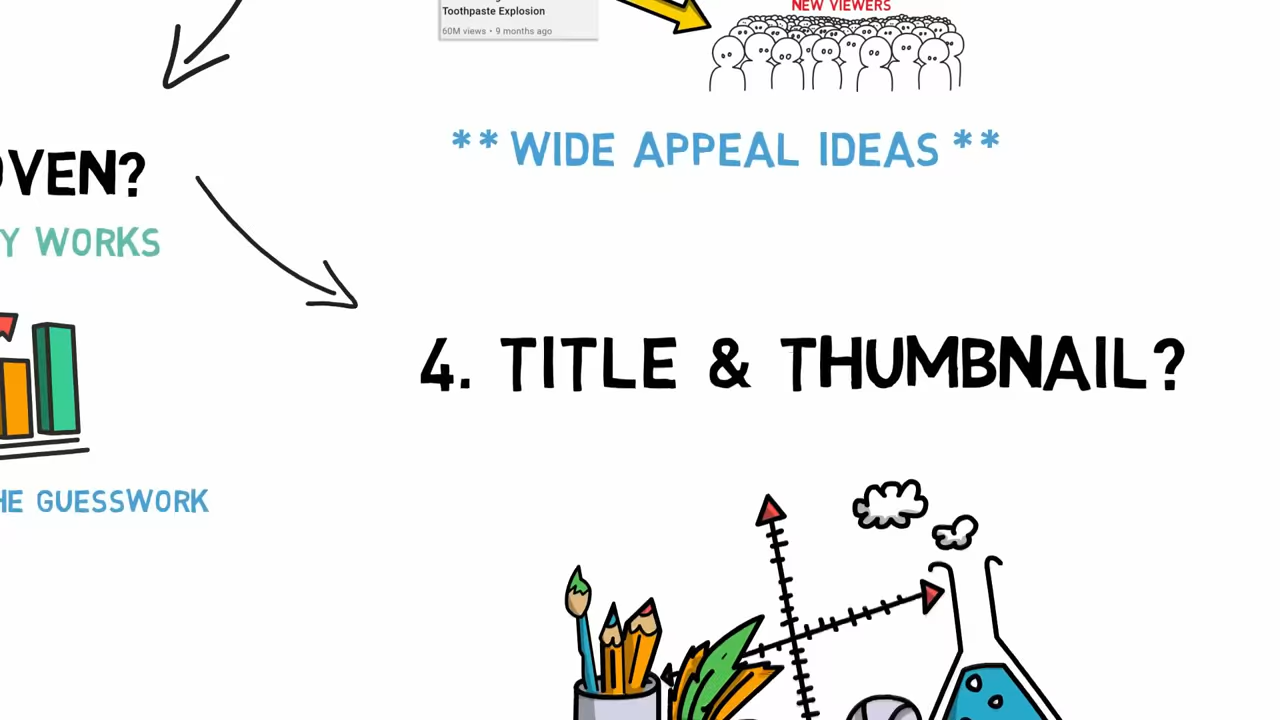 Toothpaste Explosion
60M views • 9 months ago
NEW VIEWERS
** WIDE APPEAL IDEAS **
OVEN?
Y WORKS
4. TITLE & THUMBNAIL?
HE GUESSWORK